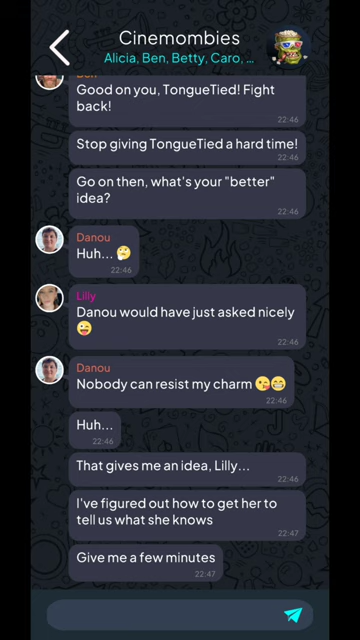 Cinemombies
Alicia, Ben, Betty, Caro, ...
Ben
Good on you, TongueTied! Fight
back!
22:46
Stop giving TongueTied a hard time!
22:46
Go on then, what's your "better"
idea?
22:46
Danou
Huh... 🤔
22:46
Lilly
Danou would have just asked nicely
😜
22:46
Danou
Nobody can resist my charm 😘😁
22:46
Huh...
22:46
That gives me an idea, Lilly...
22:46
I've figured out how to get her to
tell us what she knows
22:47
Give me a few minutes
22:47